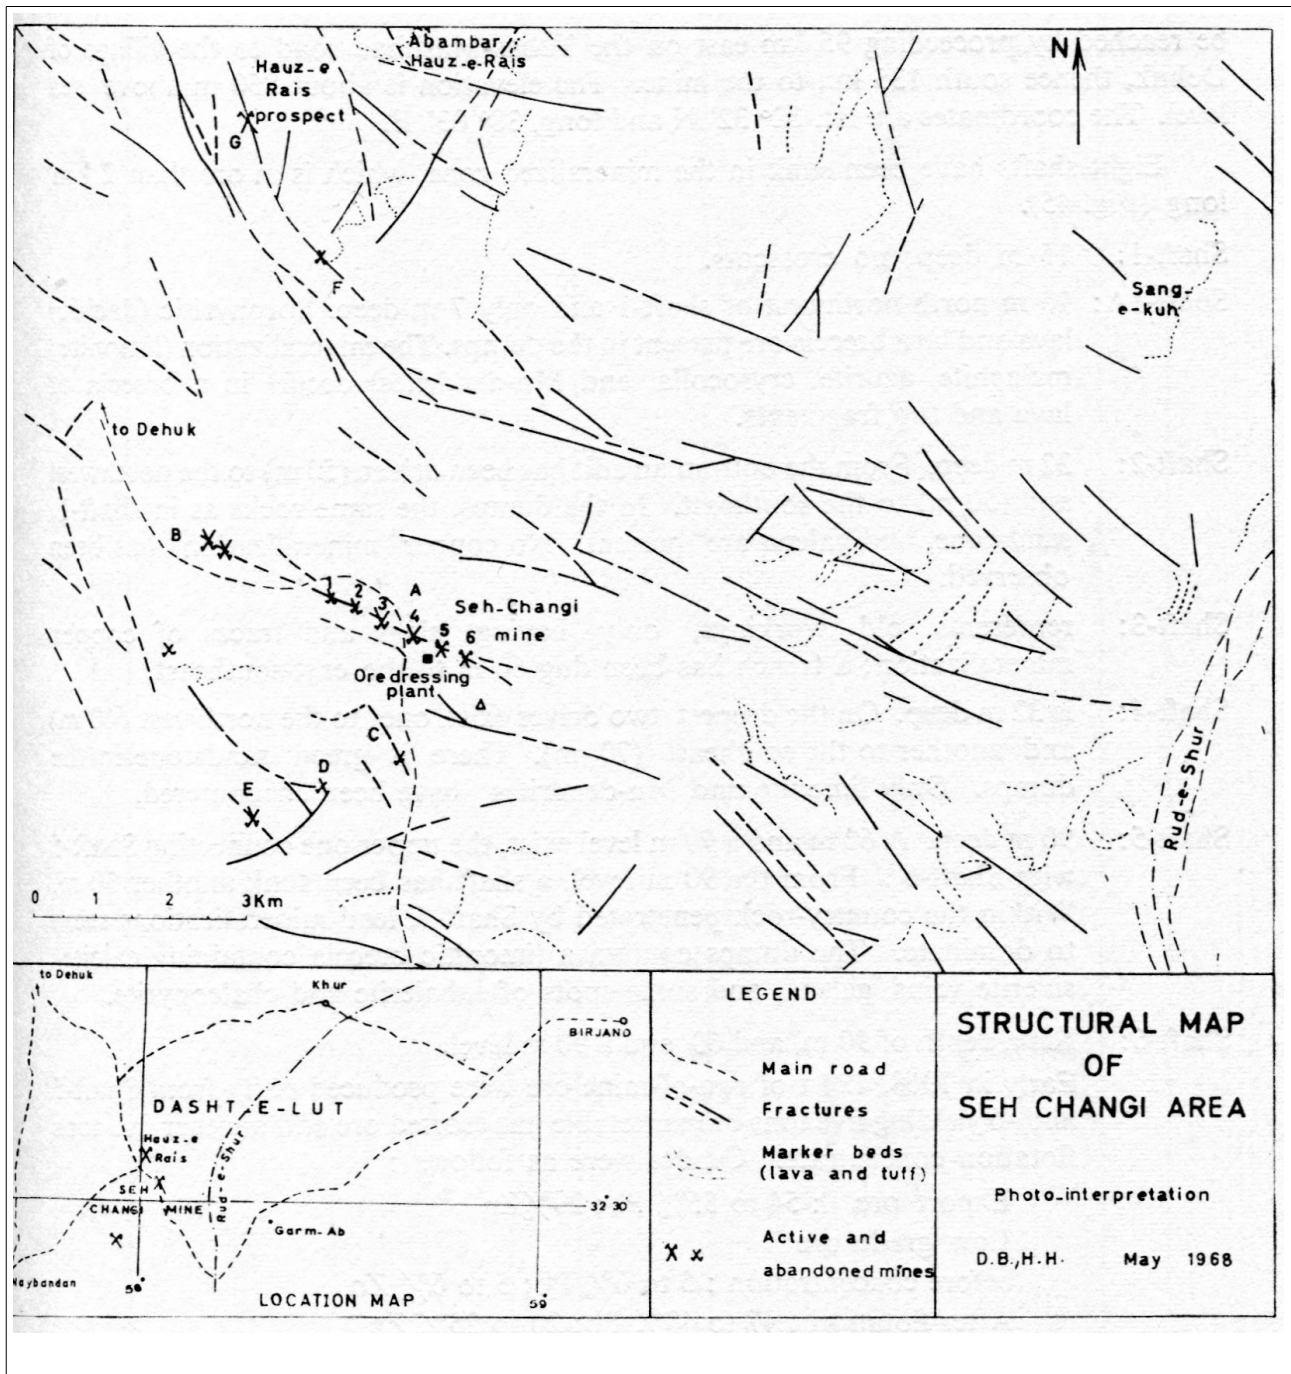 Abambar
Hauz-e-Rais
Hauz-e
Rais
prospect
N
G
F
Sang-
e-kuh
to Dehuk
B
1
2
3
A
4
5
6
Seh-Changi
mine
Ore dressing
plant
C
D
E
Rud-e-Shur
0 1 2 3Km
to Dehuk
Khur
BIRJAND
DASHT-E-LUT
Hauz-e
Rais
SEH
CHANGI MINE
Rud-e-Shur
Garm-Ab
32°30'
Naybandan
58°
59°
LOCATION MAP
LEGEND
Main road
Fractures
Marker beds
(lava and tuff)
Active and
abandoned mines
STRUCTURAL MAP
OF
SEH CHANGI AREA
Photo-interpretation
D.B.,H.H. May 1968